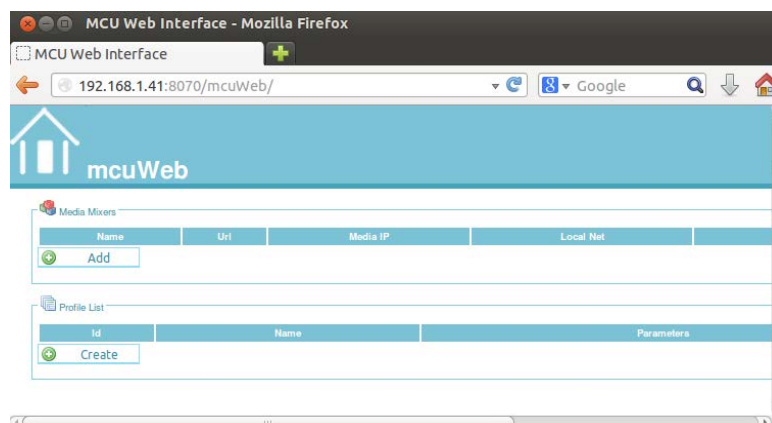 MCU Web Interface - Mozilla Firefox
MCU Web Interface
192.168.1.41:8070/mcuWeb/
8 Google
mcuWeb
Media Mixers
Name Url Media IP Local Net
Add
Profile List
Id Name Parameters
Create